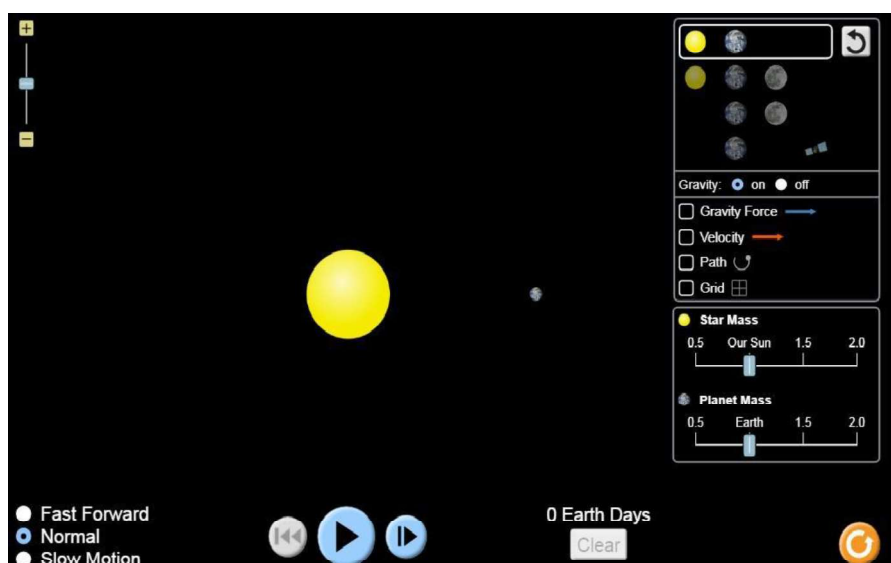 +
−
Gravity: on off
Gravity Force
Velocity
Path
Grid
Star Mass
0.5 Our Sun 1.5 2.0
Planet Mass
0.5 Earth 1.5 2.0
Fast Forward
Normal
Slow Motion
0 Earth Days
Clear